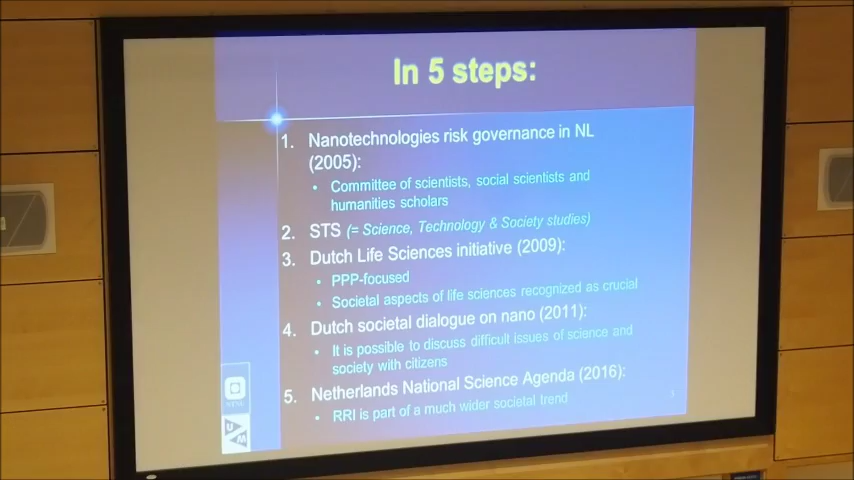 In 5 steps:
1. Nanotechnologies risk governance in NL
(2005):
• Committee of scientists, social scientists and
humanities scholars
2. STS (= Science, Technology & Society studies)
3. Dutch Life Sciences initiative (2009):
• PPP-focused
• Societal aspects of life sciences recognized as crucial
4. Dutch societal dialogue on nano (2011):
• It is possible to discuss difficult issues of science and
society with citizens
5. Netherlands National Science Agenda (2016):
• RRI is part of a much wider societal trend
U
M